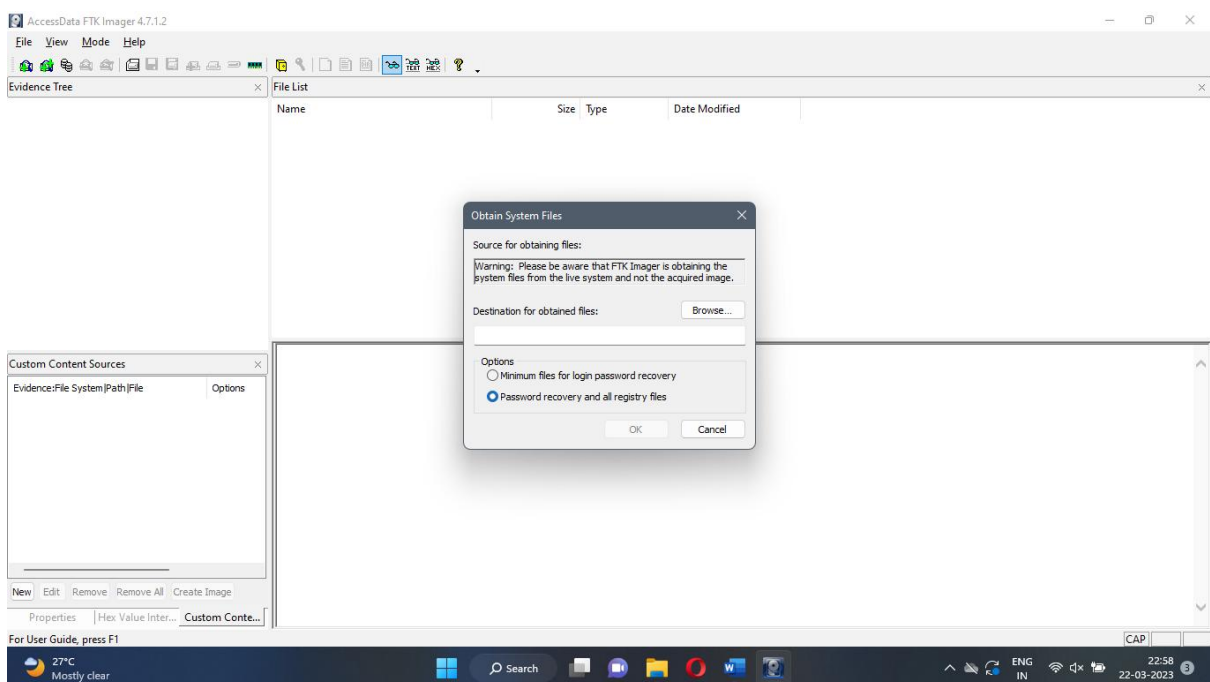 AccessData FTK Imager 4.7.1.2
File View Mode Help
TEXT HEX ?
Evidence Tree
File List
Name Size Type Date Modified
Obtain System Files
Source for obtaining files:
Warning: Please be aware that FTK Imager is obtaining the
system files from the live system and not the acquired image.
Destination for obtained files: Browse...
Options
Minimum files for login password recovery
Password recovery and all registry files
OK Cancel
Custom Content Sources
Evidence:File System|Path|File Options
New Edit Remove Remove All Create Image
Properties Hex Value Inter... Custom Conte...
For User Guide, press F1
CAP
27°C
Mostly clear
Search
W
ENG
IN
22:58
22-03-2023
3